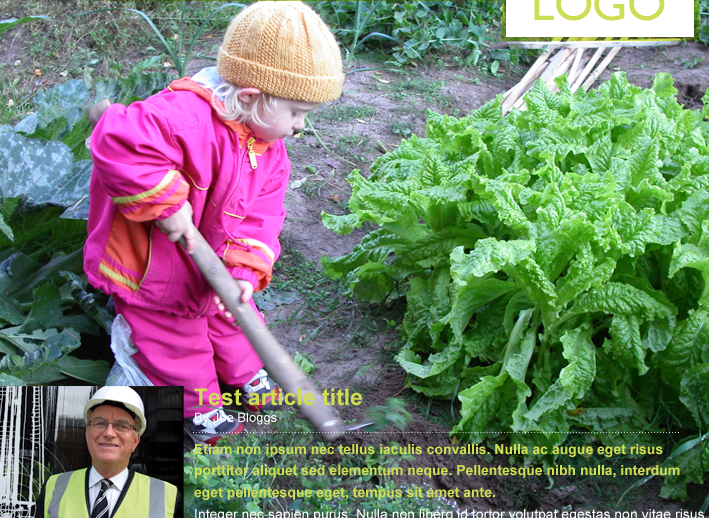 LOGO
Test article title
By Joe Bloggs
Etiam non ipsum nec tellus iaculis convallis. Nulla ac augue eget risus
porttitor aliquet sed elementum neque. Pellentesque nibh nulla, interdum
eget pellentesque eget, tempus sit amet ante.
Integer nec sapien purus. Nulla non libero id tortor volutpat egestas non vitae risus.